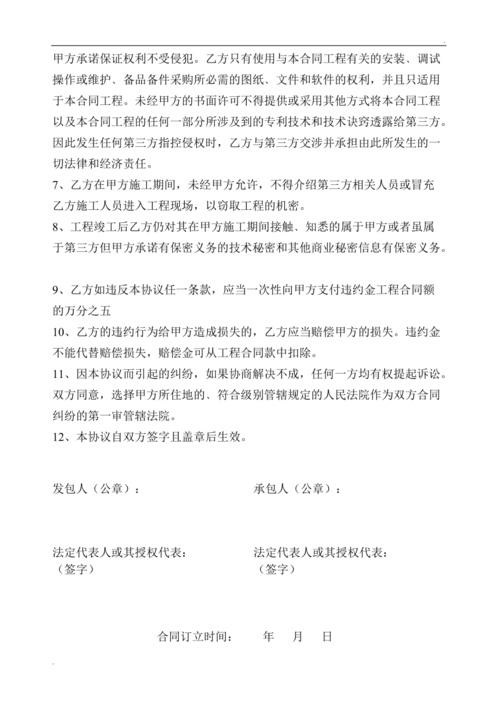 甲方承诺保证权利不受侵犯。乙方只有使用与本合同工程有关的安装、调试
操作或维护、备品备件采购所必需的图纸、文件和软件的权利，并且只适用
于本合同工程。未经甲方的书面许可不得提供或采用其他方式将本合同工程
以及本合同工程的任何一部分所涉及到的专利技术和技术诀窍透露给第三方。
因此发生任何第三方指控侵权时，乙方与第三方交涉并承担由此所发生的一
切法律和经济责任。
7、乙方在甲方施工期间，未经甲方允许，不得介绍第三方相关人员或冒充
乙方施工人员进入工程现场，以窃取工程的机密。
8、工程竣工后乙方仍对其在甲方施工期间接触、知悉的属于甲方或者虽属
于第三方但甲方承诺有保密义务的技术秘密和其他商业秘密信息有保密义务。
9、乙方如违反本协议任一条款，应当一次性向甲方支付违约金工程合同额
的万分之五
10、乙方的违约行为给甲方造成损失的，乙方应当赔偿甲方的损失。违约金
不能代替赔偿损失，赔偿金可从工程合同款中扣除。
11、因本协议而引起的纠纷，如果协商解决不成，任何一方均有权提起诉讼。
双方同意，选择甲方所住地的、符合级别管辖规定的人民法院作为双方合同
纠纷的第一审管辖法院。
12、本协议自双方签字且盖章后生效。
发包人（公章）： 承包人（公章）：
法定代表人或其授权代表： 法定代表人或其授权代表：
（签字） （签字）
合同订立时间： 年 月 日